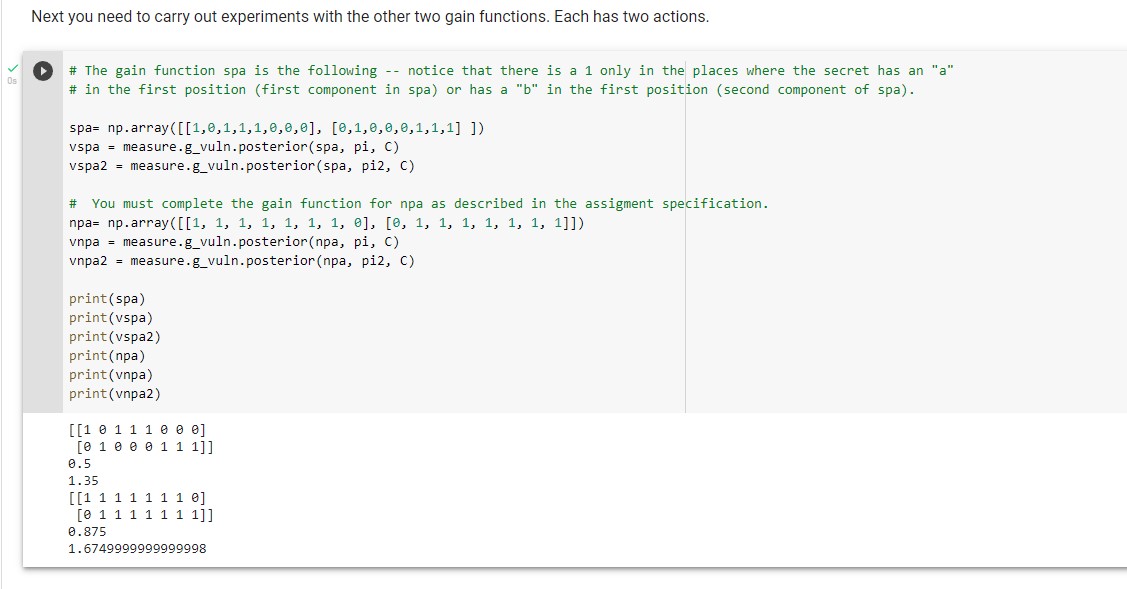 Next you need to carry out experiments with the other two gain functions. Each has two actions.
0s
# The gain function spa is the following -- notice that there is a 1 only in the places where the secret has an "a"
# in the first position (first component in spa) or has a "b" in the first position (second component of spa).
spa= np.array([[1,0,1,1,1,0,0,0], [0,1,0,0,0,1,1,1] ])
vspa = measure.g_vuln.posterior(spa, pi, C)
vspa2 = measure.g_vuln.posterior(spa, pi2, C)
#  You must complete the gain function for npa as described in the assigment specification.
npa= np.array([[1, 1, 1, 1, 1, 1, 1, 0], [0, 1, 1, 1, 1, 1, 1, 1]])
vnpa = measure.g_vuln.posterior(npa, pi, C)
vnpa2 = measure.g_vuln.posterior(npa, pi2, C)
print(spa)
print(vspa)
print(vspa2)
print(npa)
print(vnpa)
print(vnpa2)
[[1 0 1 1 1 0 0 0]
[0 1 0 0 0 1 1 1]]
0.5
1.35
[[1 1 1 1 1 1 1 0]
[0 1 1 1 1 1 1 1]]
0.875
1.6749999999999998